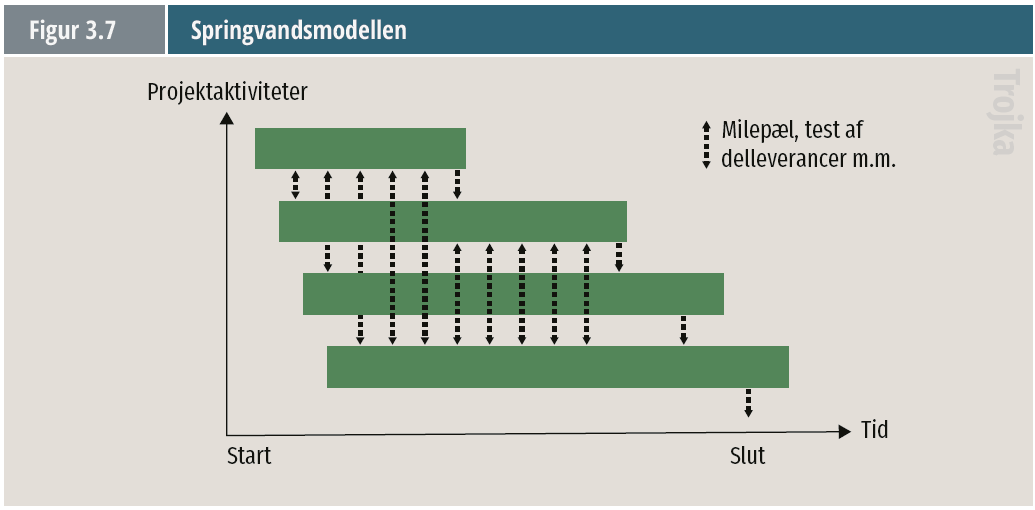 Figur 3.7
Springvandsmodellen
Trojka
Projektaktiviteter
Milepæl, test af
delleverancer m.m.
Tid
Start
Slut